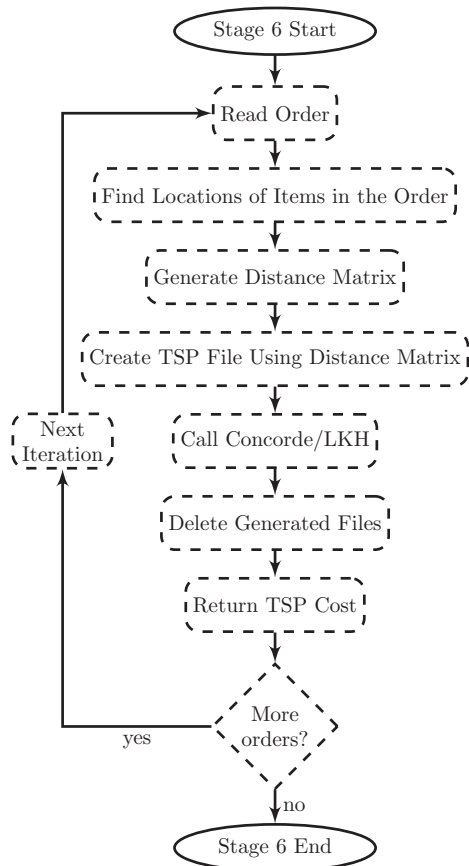 Stage 6 Start
Read Order
Find Locations of Items in the Order
Generate Distance Matrix
Create TSP File Using Distance Matrix
Next
Iteration
Call Concorde/LKH
Delete Generated Files
Return TSP Cost
More
orders?
yes
no
Stage 6 End